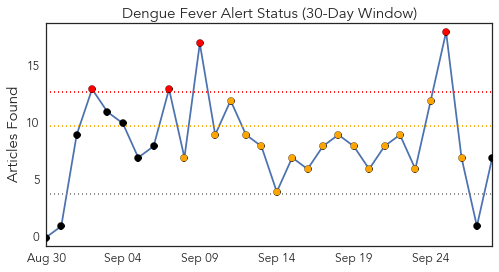 Dengue Fever Alert Status (30-Day Window)
Articles Found
15
10
5
0
Aug 30 Sep 04 Sep 09 Sep 14 Sep 19 Sep 24